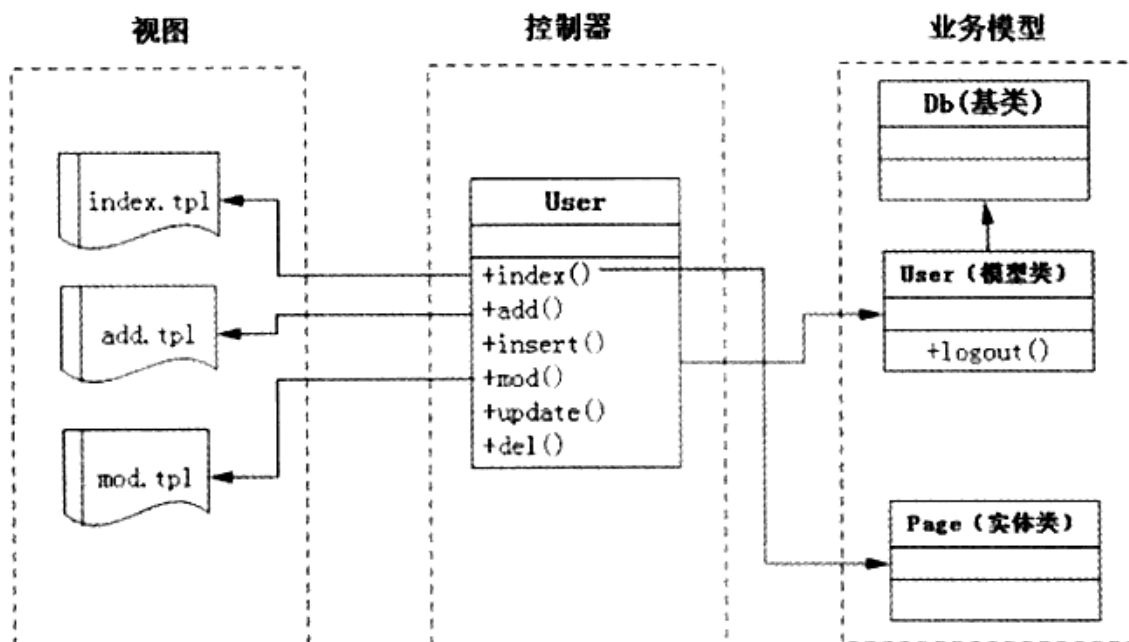 视图
控制器
业务模型
index.tpl
add.tpl
mod.tpl
User
+index()
+add()
+insert()
+mod()
+update()
+del()
Db(基类)
User（模型类）
+logout()
Page（实体类）